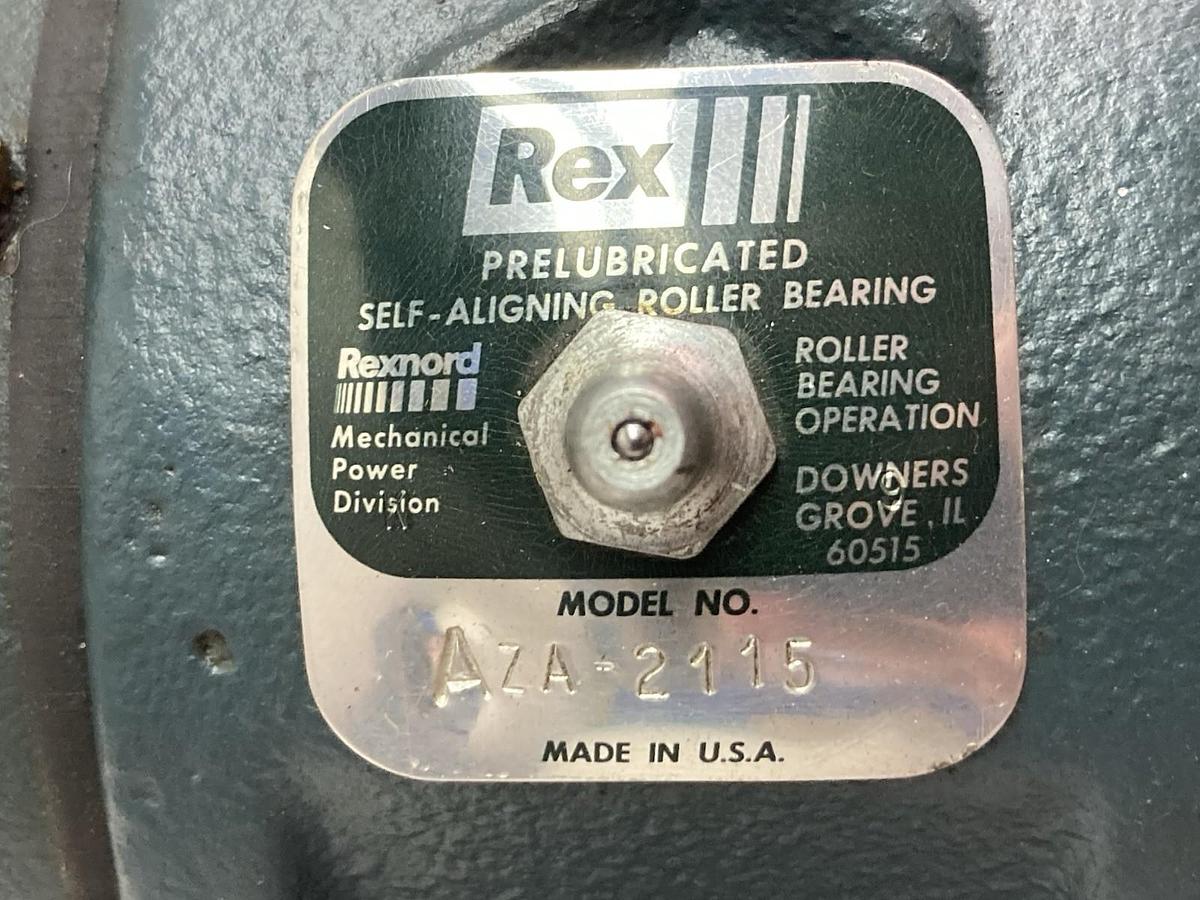 Rex
PRELUBRICATED
SELF-ALIGNING ROLLER BEARING
Rexnord
Mechanical
Power
Division
ROLLER
BEARING
OPERATION
DOWNERS
GROVE, IL
60515
MODEL NO.
AZA-2115
MADE IN U.S.A.